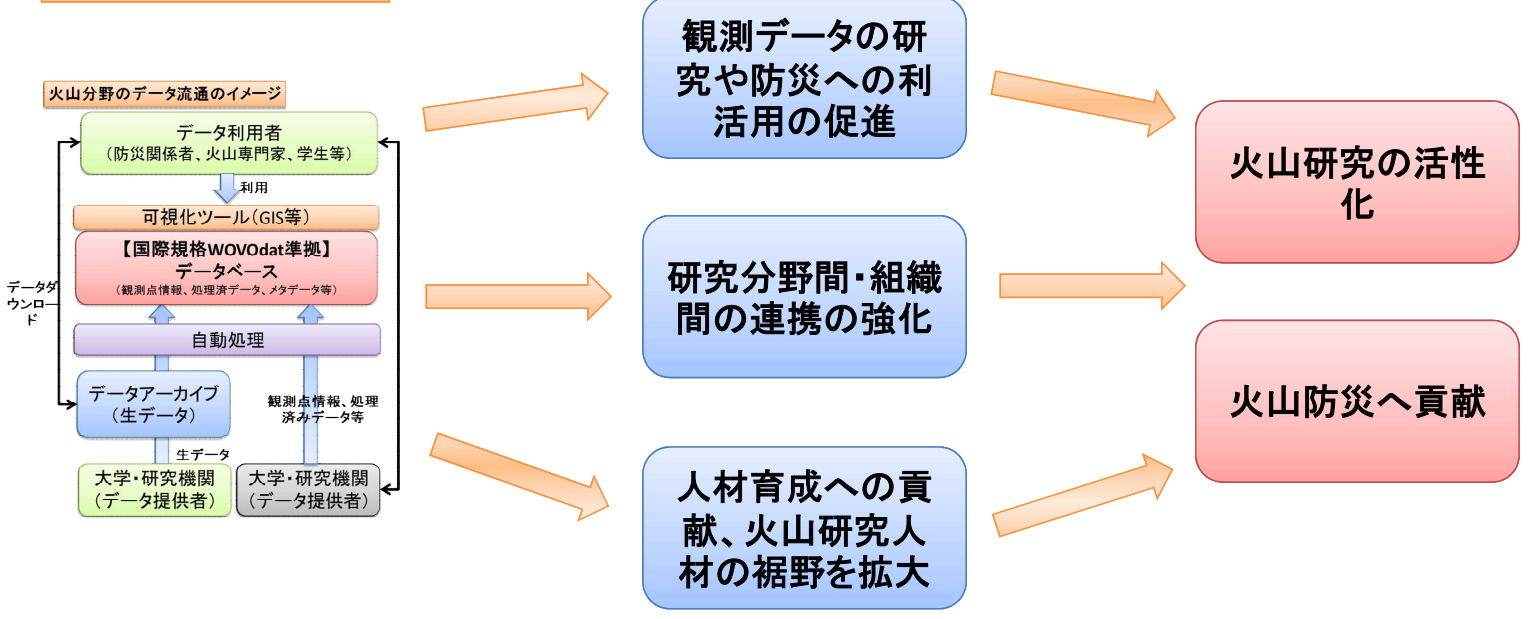 火山分野のデータ流通のイメージ
データ利用者
（防災関係者、火山専門家、学生等）
利用
可視化ツール（GIS等）
【国際規格WOVOdat準拠】
データベース
（観測点情報、処理済データ、メタデータ等）
データダ
ウンロー
ド
自動処理
データアーカイブ
（生データ）
観測点情報、処理
済みデータ等
生データ
大学・研究機関
（データ提供者）
大学・研究機関
（データ提供者）
観測データの研
究や防災への利
活用の促進
研究分野間・組織
間の連携の強化
人材育成への貢
献、火山研究人
材の裾野を拡大
火山研究の活性
化
火山防災へ貢献